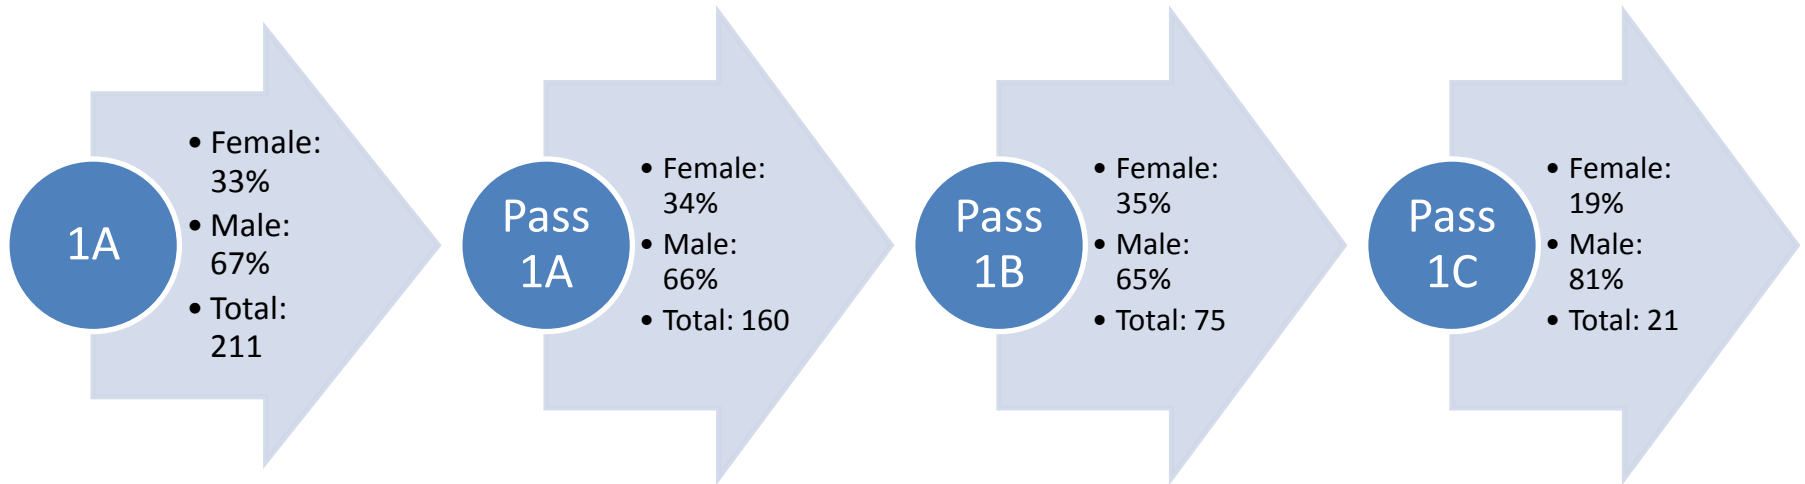 1A
• Female:
33%
• Male:
67%
• Total:
211
Pass
1A
• Female:
34%
• Male:
66%
• Total: 160
Pass
1B
• Female:
35%
• Male:
65%
• Total: 75
Pass
1C
• Female:
19%
• Male:
81%
• Total: 21